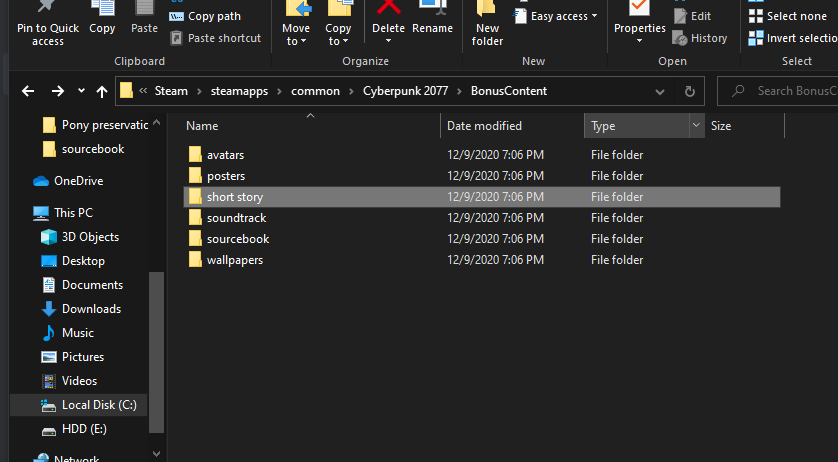 Copy path
Easy access
Edit
Select none
Pin to Quick access
Copy
Paste
Paste shortcut
Move to
Copy to
Delete
Rename
New folder
Properties
History
Invert selectio
Clipboard
Organize
New
Open
Select
« Steam › steamapps › common › Cyberpunk 2077 › BonusContent
Search BonusC
Name Date modified Type Size
Pony preservatic
sourcebook
OneDrive
This PC
3D Objects
Desktop
Documents
Downloads
Music
Pictures
Videos
Local Disk (C:)
HDD (E:)
Network
avatars 12/9/2020 7:06 PM File folder
posters 12/9/2020 7:06 PM File folder
short story 12/9/2020 7:06 PM File folder
soundtrack 12/9/2020 7:06 PM File folder
sourcebook 12/9/2020 7:06 PM File folder
wallpapers 12/9/2020 7:06 PM File folder